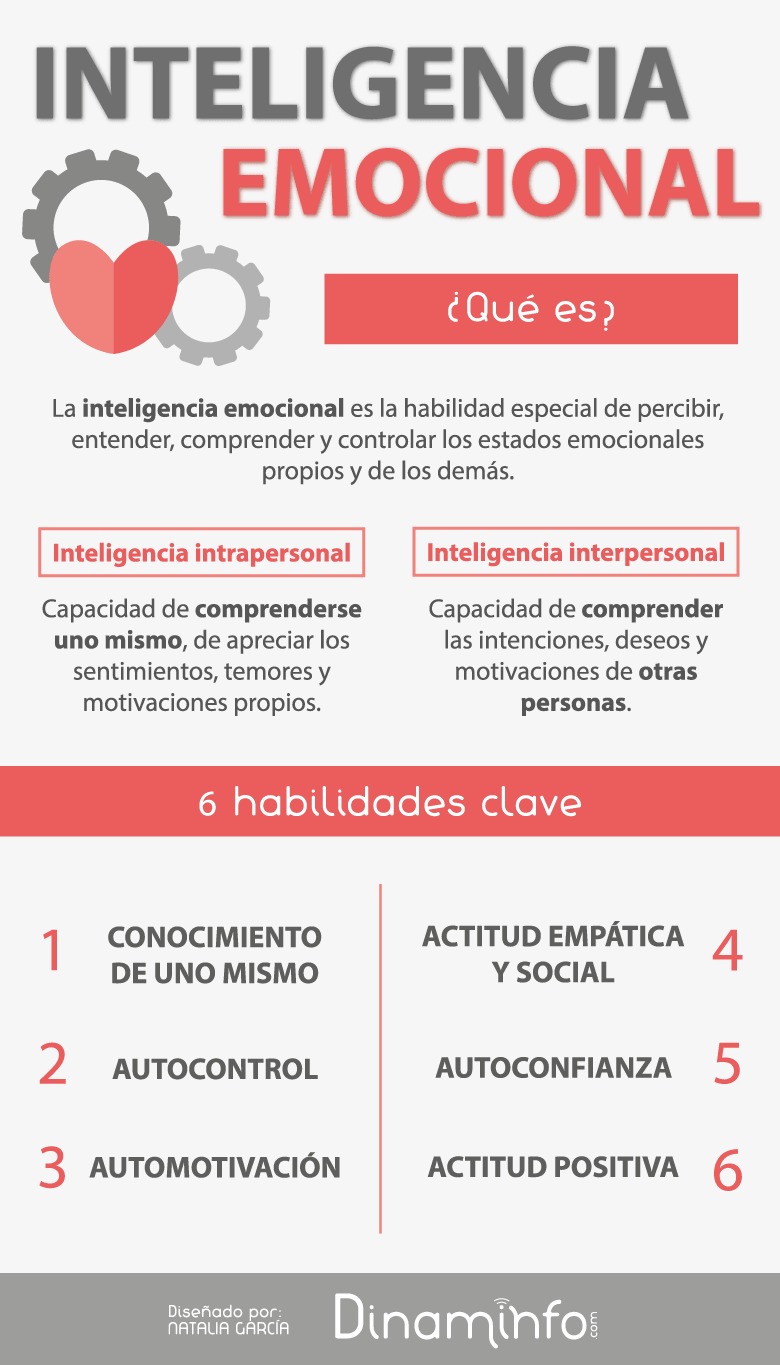 INTELIGENCIA
EMOCIONAL
¿Qué es?
La inteligencia emocional es la habilidad especial de percibir,
entender, comprender y controlar los estados emocionales
propios y de los demás.
Inteligencia intrapersonal
Capacidad de comprenderse
uno mismo, de apreciar los
sentimientos, temores y
motivaciones propios.
Inteligencia interpersonal
Capacidad de comprender
las intenciones, deseos y
motivaciones de otras
personas.
6 habilidades clave
1 CONOCIMIENTO
DE UNO MISMO
2 AUTOCONTROL
3 AUTOMOTIVACIÓN
ACTITUD EMPÁTICA
Y SOCIAL 4
AUTOCONFIANZA 5
ACTITUD POSITIVA 6
Diseñado por:
NATALIA GARCÍA
Dinaminfo.com